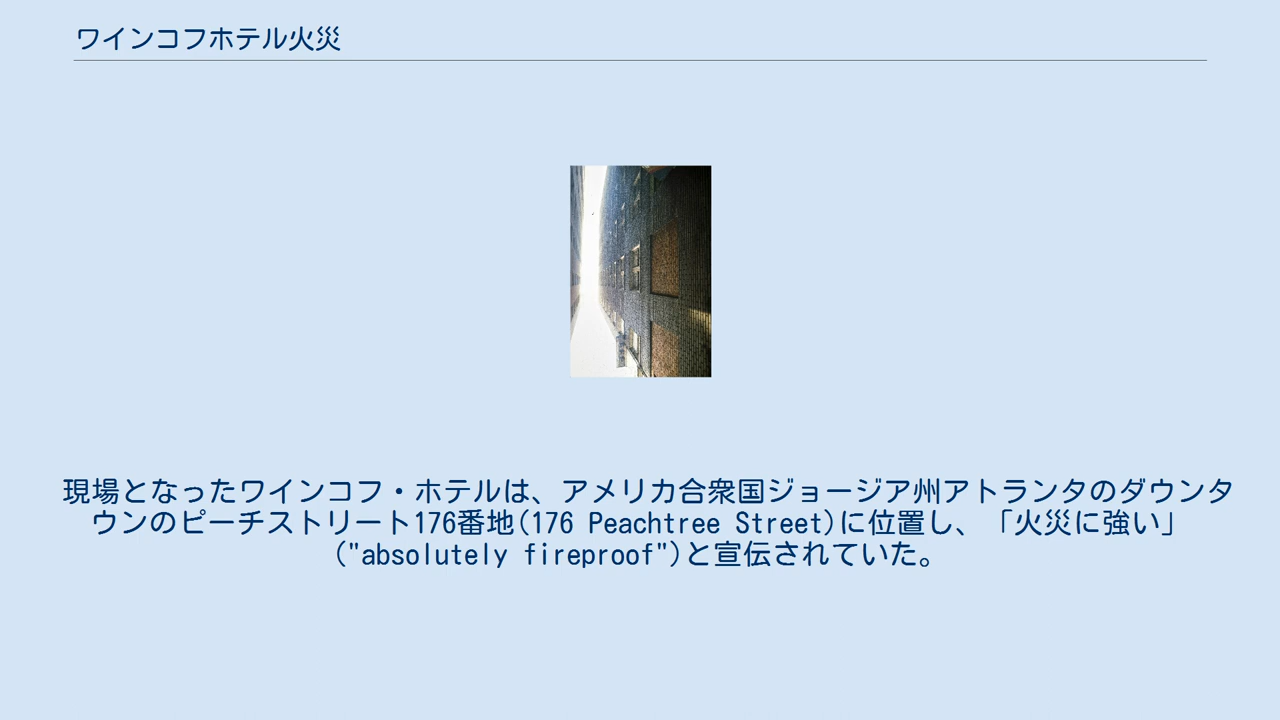 ワインコフホテル火災
現場となったワインコフ・ホテルは、アメリカ合衆国ジョージア州アトランタのダウンタ
ウンのピーチストリート176番地(176 Peachtree Street)に位置し、「火災に強い」
("absolutely fireproof")と宣伝されていた。